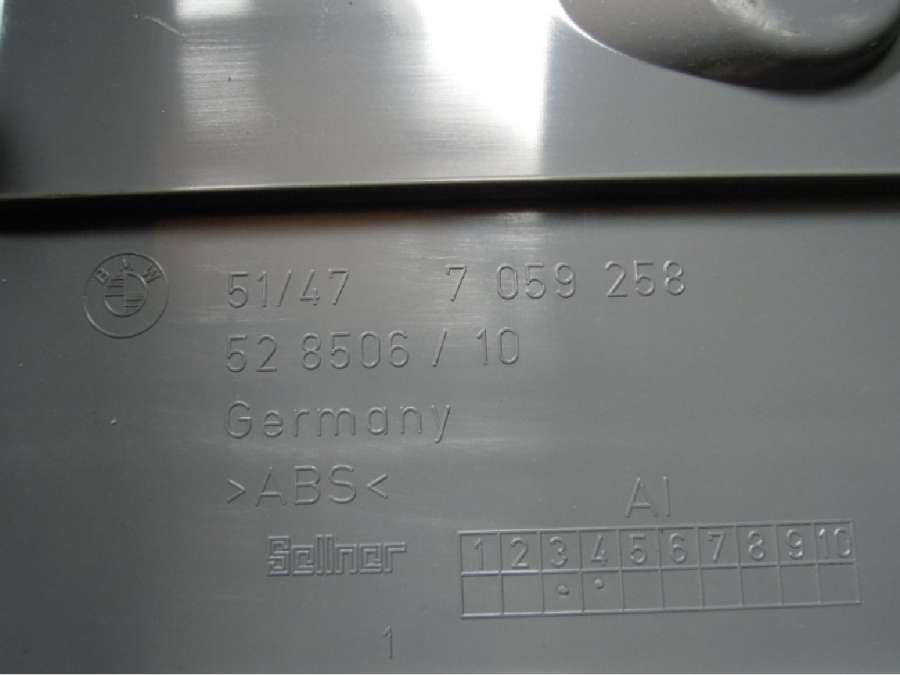 BMW
51/47 7 059 258
52 8506 / 10
Germany
>ABS<
Sellner
AI
1 2 3 4 5 6 7 8 9 10
1